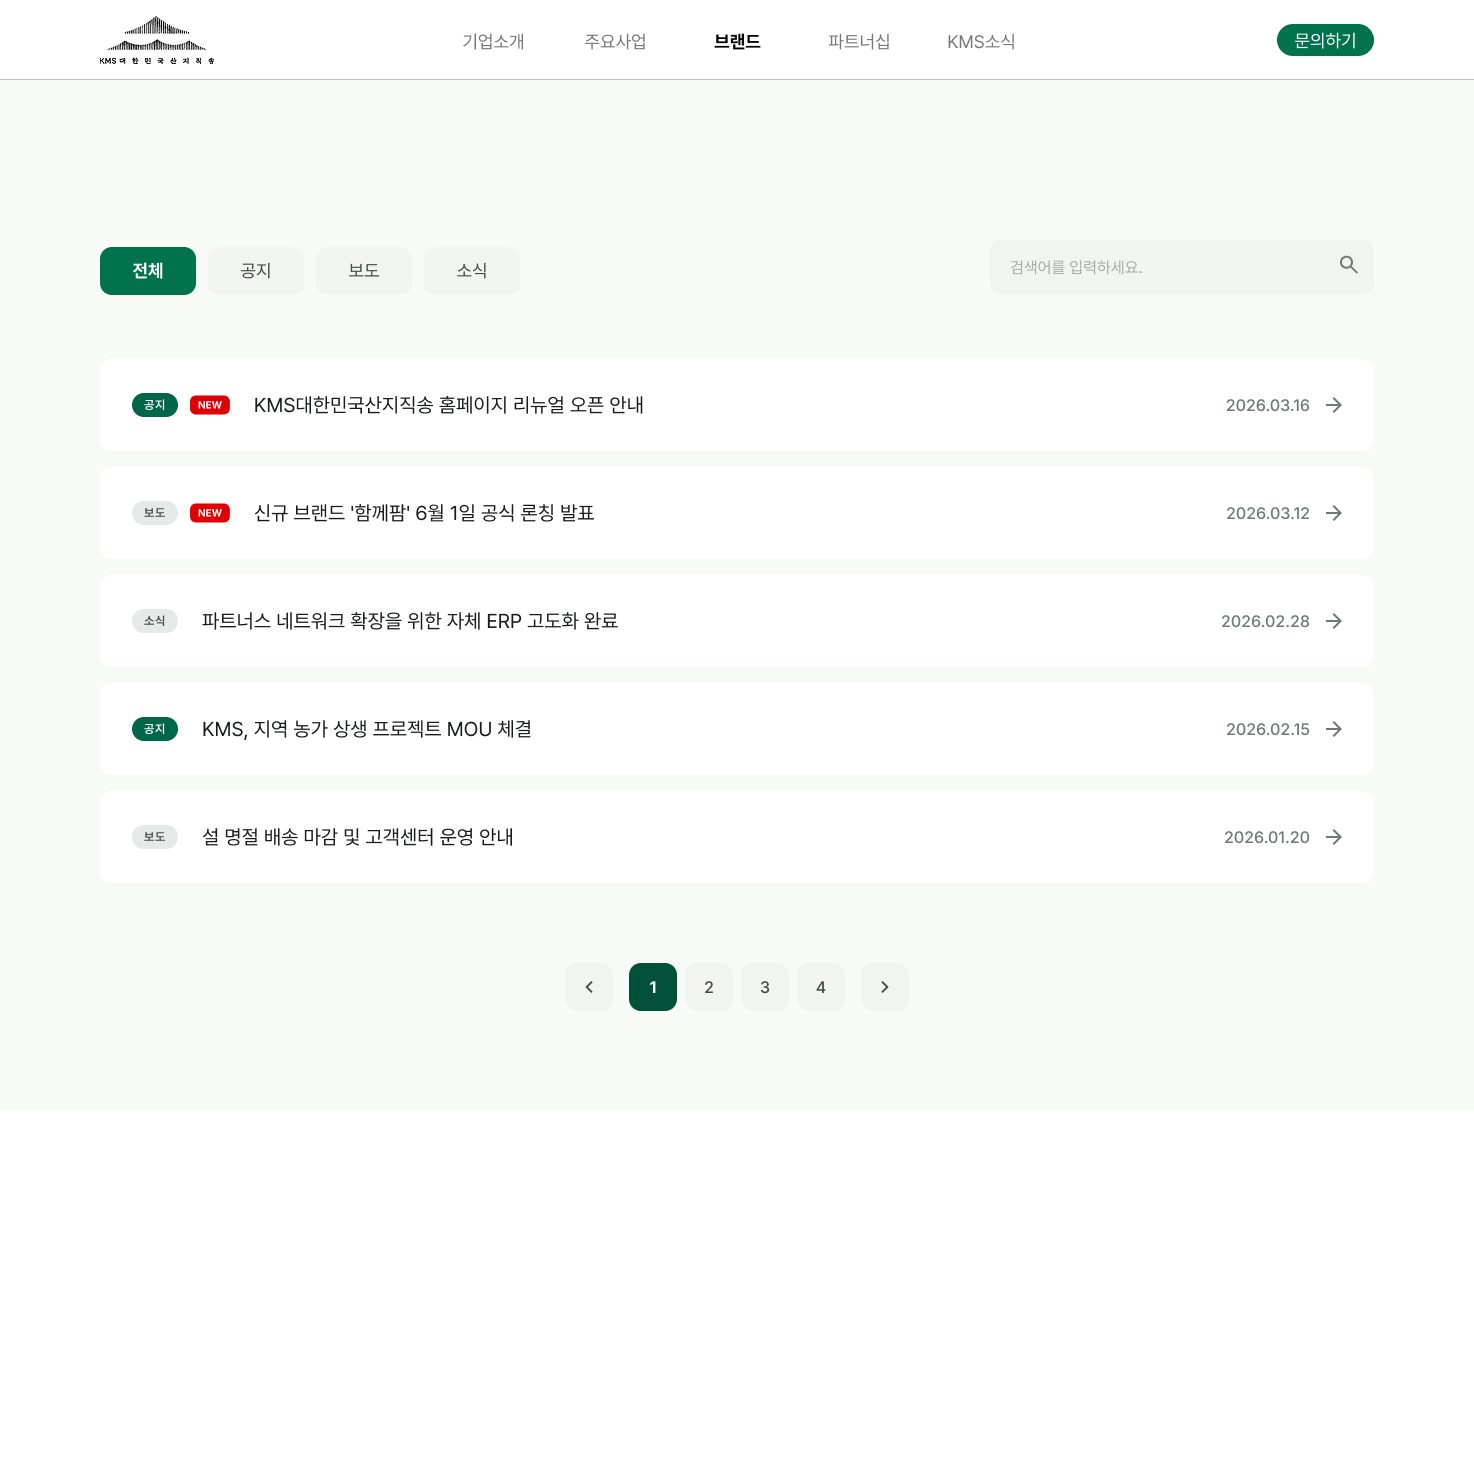 KMS대한민국산지직송
기업소개
주요사업
브랜드
파트너십
KMS소식
문의하기
전체
공지
보도
소식
검색어를 입력하세요.
공지 NEW KMS대한민국산지직송 홈페이지 리뉴얼 오픈 안내 2026.03.16
보도 NEW 신규 브랜드 '함께팜' 6월 1일 공식 론칭 발표 2026.03.12
소식 파트너스 네트워크 확장을 위한 자체 ERP 고도화 완료 2026.02.28
공지 KMS, 지역 농가 상생 프로젝트 MOU 체결 2026.02.15
보도 설 명절 배송 마감 및 고객센터 운영 안내 2026.01.20
1 2 3 4